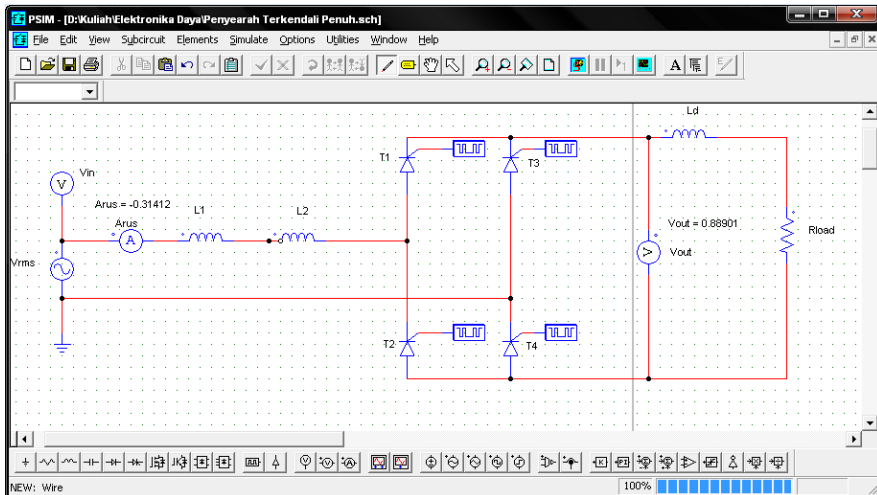 PSIM - [D:\Kuliah\Elektronika Daya\Penyearah Terkendali Penuh.sch]
File Edit View Subcircuit Elements Simulate Options Utilities Window Help
Ld
T1
T3
Vin
Arus = -0.31412
L1
L2
Arus
Vout = 0.88901
Rload
Vout
Vrms
T2
T4
NEW: Wire
100%